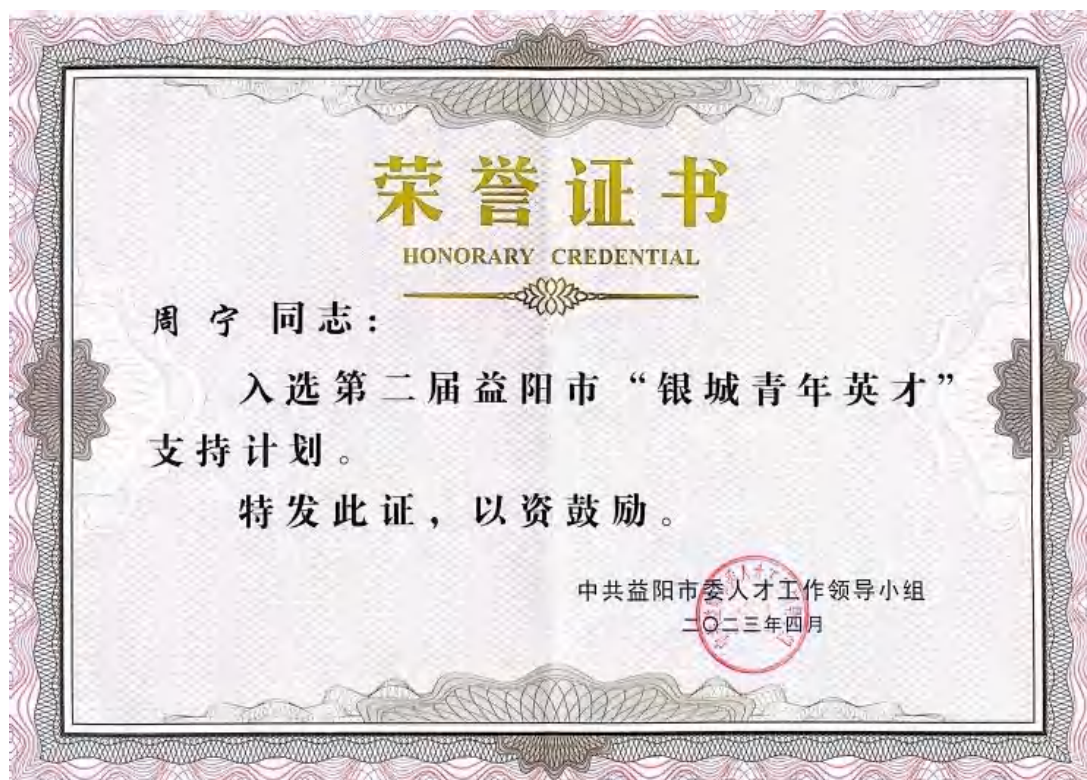 荣誉证书
HONORARY CREDENTIAL
周宁 同志：
入选第二届益阳市“银城青年英才”
支持计划。
特发此证，以资鼓励。
中共益阳市委人才工作领导小组
二〇二三年四月